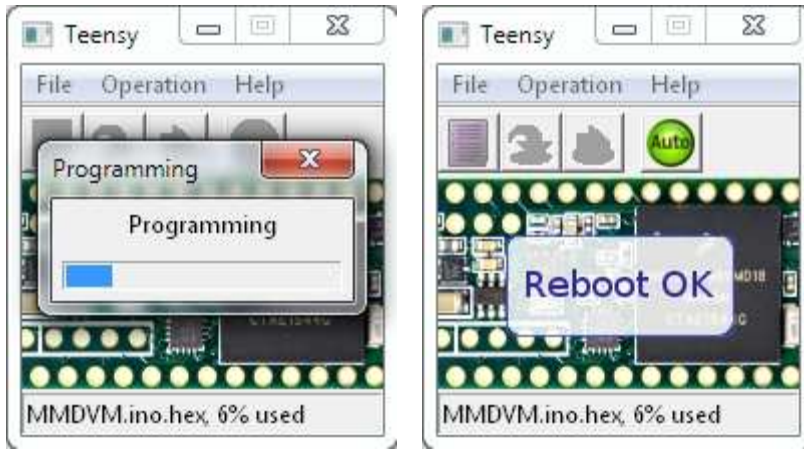 Teensy
File Operation Help
Programming
Programming
MMDVM.ino.hex, 6% used
Teensy
File Operation Help
Auto
Reboot OK
MMDVM.ino.hex, 6% used